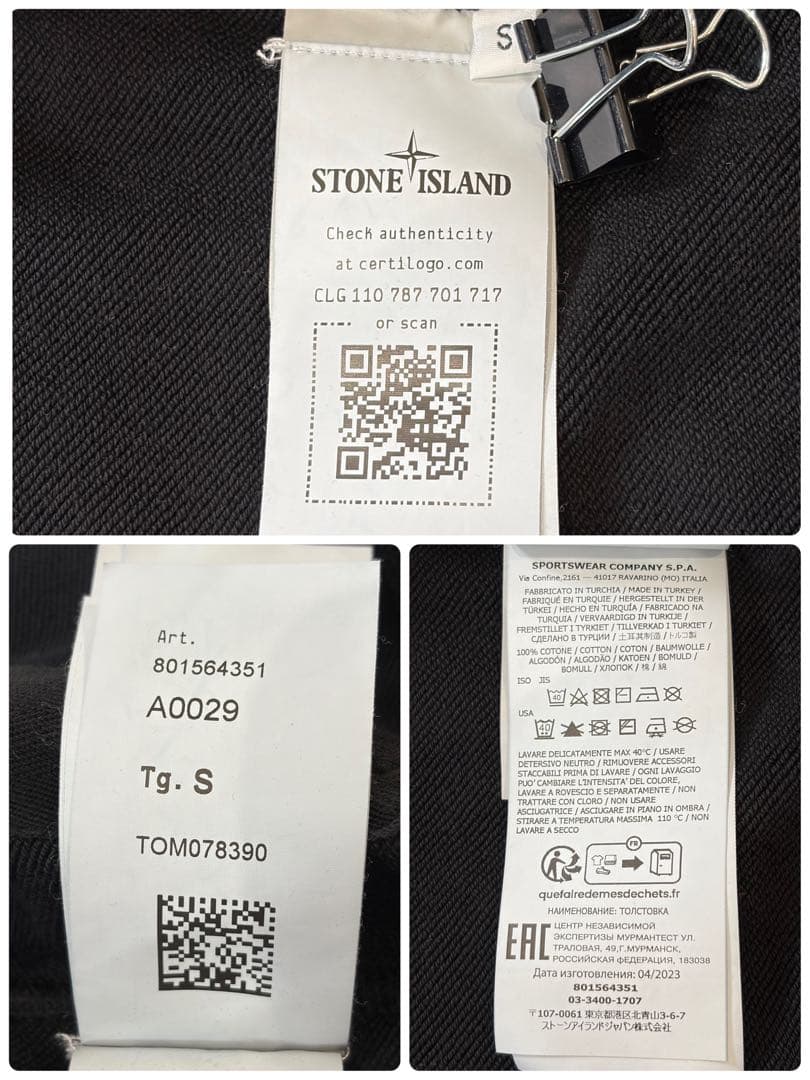 S
STONE ISLAND
Check authenticity
at certilogo.com
CLG 110 787 701 717
or scan
Art.
801564351
A0029
Tg. S
TOM078390
SPORTSWEAR COMPANY S.P.A.
Via Confine,2161 — 41017 RAVARINO (MO) ITALIA
FABBRICATO IN TURCHIA / MADE IN TURKEY /
FABRIQUÉ EN TURQUIE / HERGESTELLT IN DER
TÜRKEI / HECHO EN TURQUÍA / FABRICADO NA
TURQUIA / VERVAARDIGD IN TURKIJE /
FREMSTILLET I TYRKIET / TILLVERKAD I TURKIET /
СДЕЛАНО В ТУРЦИИ / 土耳其制造 / トルコ製
100% COTONE / COTTON / COTON / BAUMWOLLE /
ALGODÓN / ALGODÃO / KATOEN / BOMULD /
BOMULL / ХЛОПОК / 棉 / 綿
ISO JIS
40
USA
40
LAVARE DELICATAMENTE MAX 40°C / USARE
DETERSIVO NEUTRO / RIMUOVERE ACCESSORI
STACCABILI PRIMA DI LAVARE / OGNI LAVAGGIO
PUO' CAMBIARE L'INTENSITA' DEL COLORE,
LAVARE A ROVESCIO E SEPARATAMENTE / NON
TRATTARE CON CLORO / NON USARE
ASCIUGATRICE / ASCIUGARE IN PIANO IN OMBRA /
STIRARE A TEMPERATURA MASSIMA 110 °C / NON
LAVARE A SECCO
FR
quefairedemesdechets.fr
НАИМЕНОВАНИЕ: ТОЛСТОВКА
EAC
ЦЕНТР НЕЗАВИСИМОЙ
ЭКСПЕРТИЗЫ МУРМАНТЕСТ УЛ.
ТРАЛОВАЯ, 49,Г.МУРМАНСК,
РОССИЙСКАЯ ФЕДЕРАЦИЯ, 183038
Дата изготовления: 04/2023
801564351
03-3400-1707
〒107-0061 東京都港区北青山3-6-7
ストーンアイランドジャパン株式会社